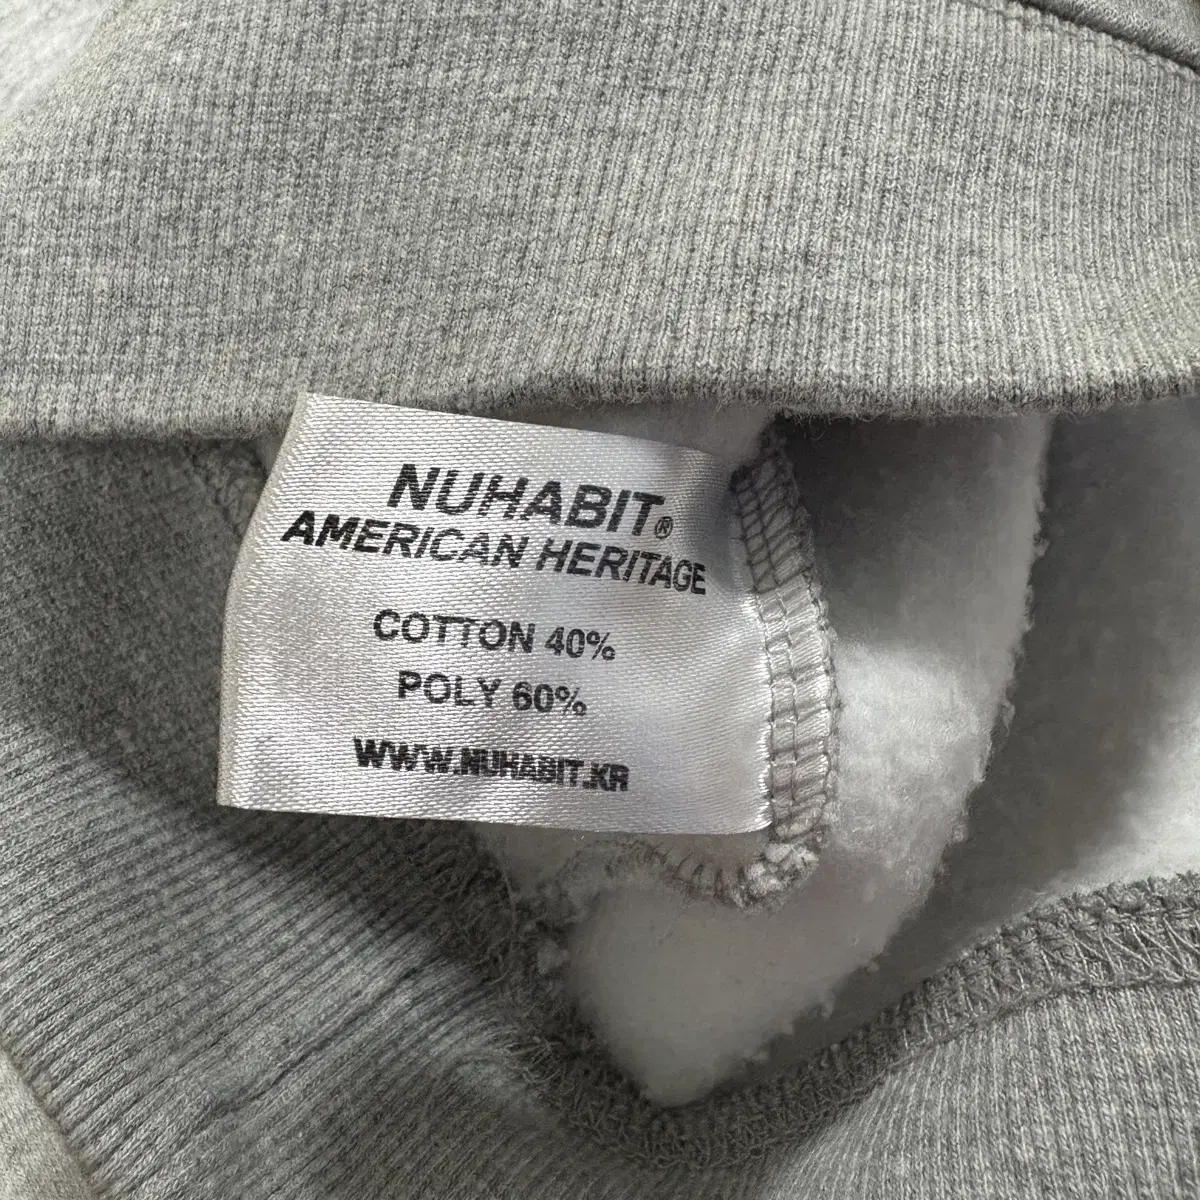 NUHABIT®
AMERICAN HERITAGE
COTTON 40%
POLY 60%
WWW.NUHABIT.KR